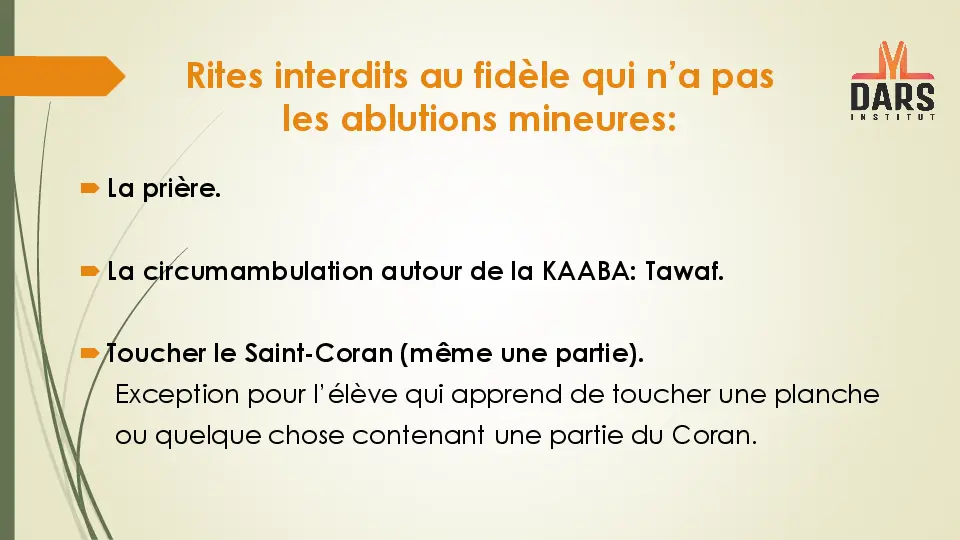 Rites interdits au fidèle qui n’a pas
les ablutions mineures:
M
DARS
INSTITUT
La prière.
La circumambulation autour de la KAABA: Tawaf.
Toucher le Saint-Coran (même une partie).
Exception pour l’élève qui apprend de toucher une planche
ou quelque chose contenant une partie du Coran.